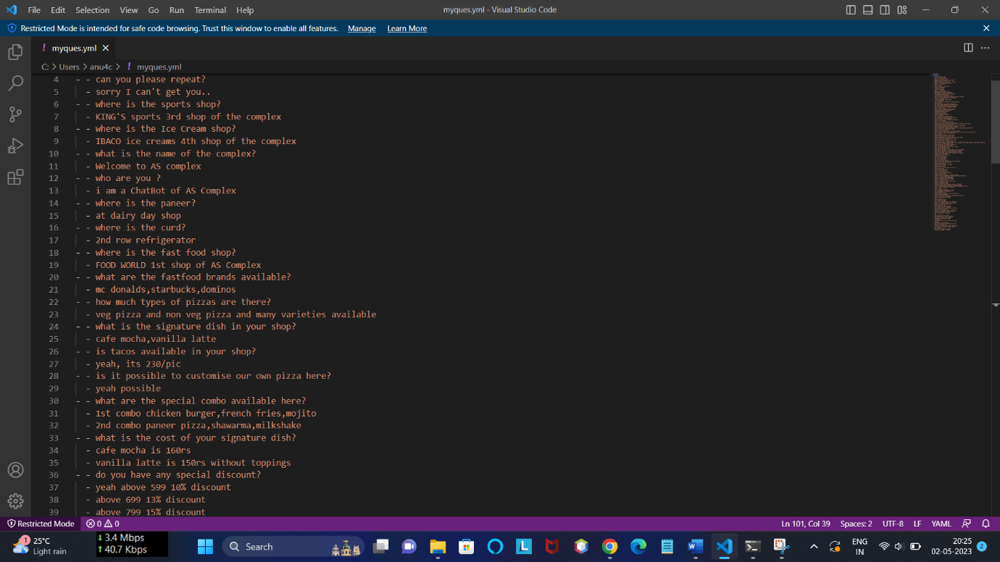 File Edit Selection View Go Run Terminal Help
myques.yml - Visual Studio Code
Restricted Mode is intended for safe code browsing. Trust this window to enable all features. Manage Learn More
! myques.yml
C: > Users > anu4c > ! myques.yml
4 - - can you please repeat?
5 - sorry I can't get you..
6 - - where is the sports shop?
7 - KING'S sports 3rd shop of the complex
8 - - where is the Ice Cream shop?
9 - IBACO ice creams 4th shop of the complex
10 - - what is the name of the complex?
11 - Welcome to AS complex
12 - - who are you ?
13 - i am a ChatBot of AS Complex
14 - - where is the paneer?
15 - at dairy day shop
16 - - where is the curd?
17 - 2nd row refrigerator
18 - - where is the fast food shop?
19 - FOOD WORLD 1st shop of AS Complex
20 - - what are the fastfood brands available?
21 - mc donalds,starbucks,dominos
22 - - how much types of pizzas are there?
23 - veg pizza and non veg pizza and many varieties available
24 - - what is the signature dish in your shop?
25 - cafe mocha,vanilla latte
26 - - is tacos available in your shop?
27 - yeah, its 230/pic
28 - - is it possible to customise our own pizza here?
29 - yeah possible
30 - - what are the special combo available here?
31 - 1st combo chicken burger,french fries,mojito
32 - 2nd combo paneer pizza,shawarma,milkshake
33 - - what is the cost of your signature dish?
34 - cafe mocha is 160rs
35 - vanilla latte is 150rs without toppings
36 - - do you have any special discount?
37 - yeah above 599 10% discount
38 - above 699 13% discount
39 - above 799 15% discount
Restricted Mode 0 0 Ln 101, Col 39 Spaces: 2 UTF-8 LF YAML
1 25°C
Light rain
↓ 3.4 Mbps
↑ 40.7 Kbps
Search
L
W
ENG
IN
20:25
02-05-2023
2